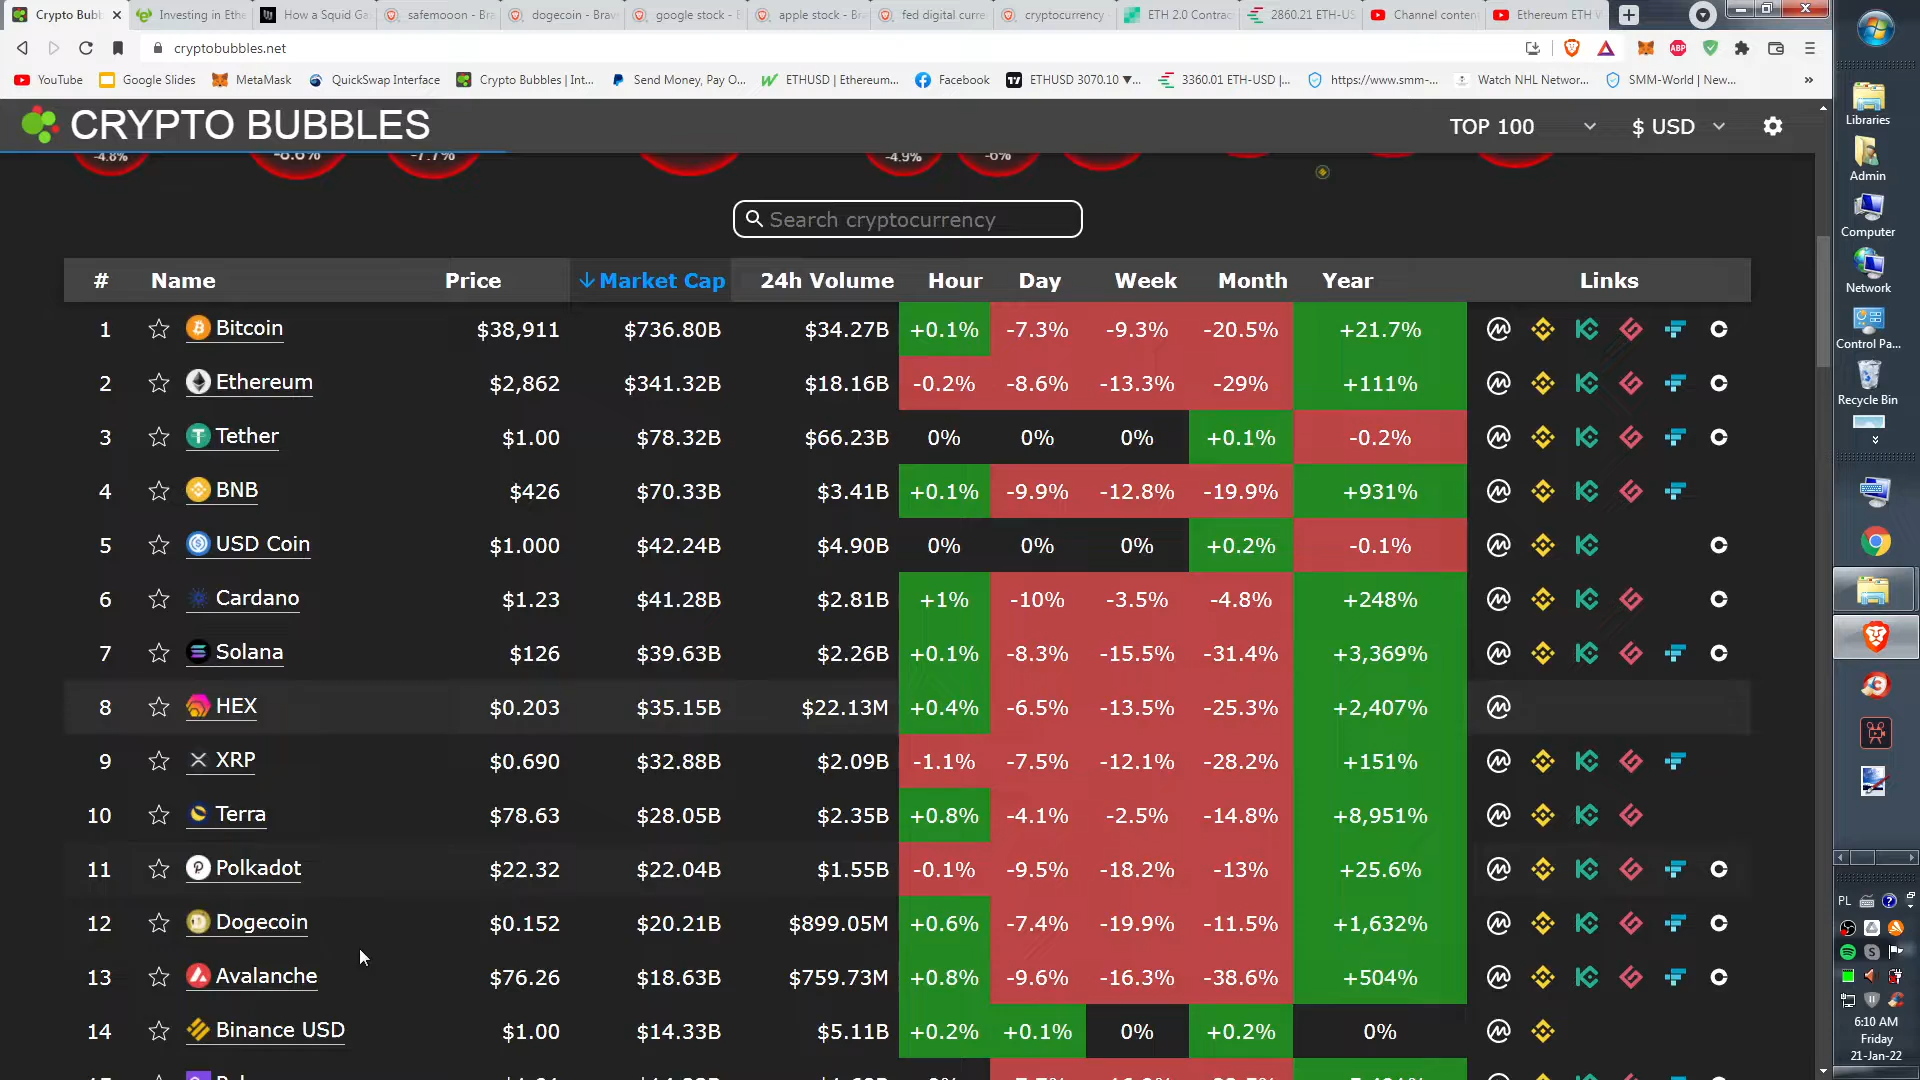 Crypto Bubb
Investing in Ethe
How a Squid Ga
safemooon - Bra
dogecoin - Brav
google stock - B
apple stock - Bra
fed digital curre
cryptocurrency -
ETH 2.0 Contrac
2860.21 ETH-US
Channel content
Ethereum ETH V
cryptobubbles.net
YouTube
Google Slides
MetaMask
QuickSwap Interface
Crypto Bubbles | Int...
Send Money, Pay O...
ETHUSD | Ethereum...
Facebook
ETHUSD 3070.10 ▼...
3360.01 ETH-USD |...
https://www.smm-...
Watch NHL Networ...
SMM-World | New...
»
CRYPTO BUBBLES
TOP 100
$ USD
-4.8%
-8.6%
-7.7%
-4.9%
-6%
Search cryptocurrency
# Name Price ↓ Market Cap 24h Volume Hour Day Week Month Year Links
1 Bitcoin $38,911 $736.80B $34.27B +0.1% -7.3% -9.3% -20.5% +21.7%
2 Ethereum $2,862 $341.32B $18.16B -0.2% -8.6% -13.3% -29% +111%
3 Tether $1.00 $78.32B $66.23B 0% 0% 0% +0.1% -0.2%
4 BNB $426 $70.33B $3.41B +0.1% -9.9% -12.8% -19.9% +931%
5 USD Coin $1.000 $42.24B $4.90B 0% 0% 0% +0.2% -0.1%
6 Cardano $1.23 $41.28B $2.81B +1% -10% -3.5% -4.8% +248%
7 Solana $126 $39.63B $2.26B +0.1% -8.3% -15.5% -31.4% +3,369%
8 HEX $0.203 $35.15B $22.13M +0.4% -6.5% -13.5% -25.3% +2,407%
9 XRP $0.690 $32.88B $2.09B -1.1% -7.5% -12.1% -28.2% +151%
10 Terra $78.63 $28.05B $2.35B +0.8% -4.1% -2.5% -14.8% +8,951%
11 Polkadot $22.32 $22.04B $1.55B -0.1% -9.5% -18.2% -13% +25.6%
12 Dogecoin $0.152 $20.21B $899.05M +0.6% -7.4% -19.9% -11.5% +1,632%
13 Avalanche $76.26 $18.63B $759.73M +0.8% -9.6% -16.3% -38.6% +504%
14 Binance USD $1.00 $14.33B $5.11B +0.2% +0.1% 0% +0.2% 0%
Libraries
Admin
Computer
Network
Control Pa...
Recycle Bin
PL
6:10 AM
Friday
21-Jan-22